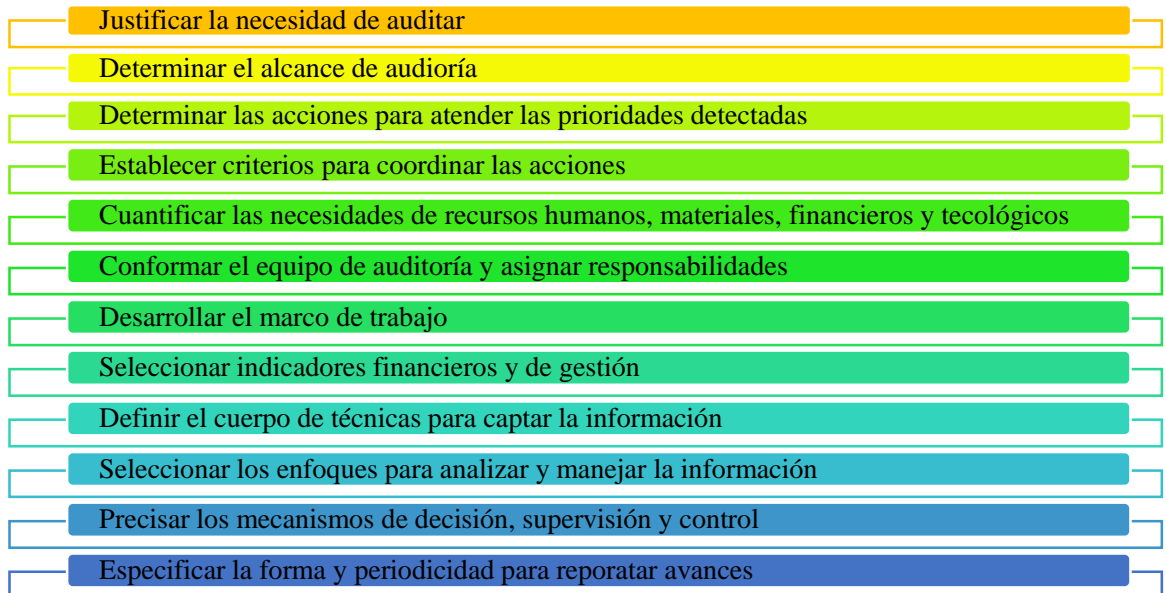 Justificar la necesidad de auditar
Determinar el alcance de audioría
Determinar las acciones para atender las prioridades detectadas
Establecer criterios para coordinar las acciones
Cuantificar las necesidades de recursos humanos, materiales, financieros y tecológicos
Conformar el equipo de auditoría y asignar responsabilidades
Desarrollar el marco de trabajo
Seleccionar indicadores financieros y de gestión
Definir el cuerpo de técnicas para captar la información
Seleccionar los enfoques para analizar y manejar la información
Precisar los mecanismos de decisión, supervisión y control
Especificar la forma y periodicidad para reporatar avances